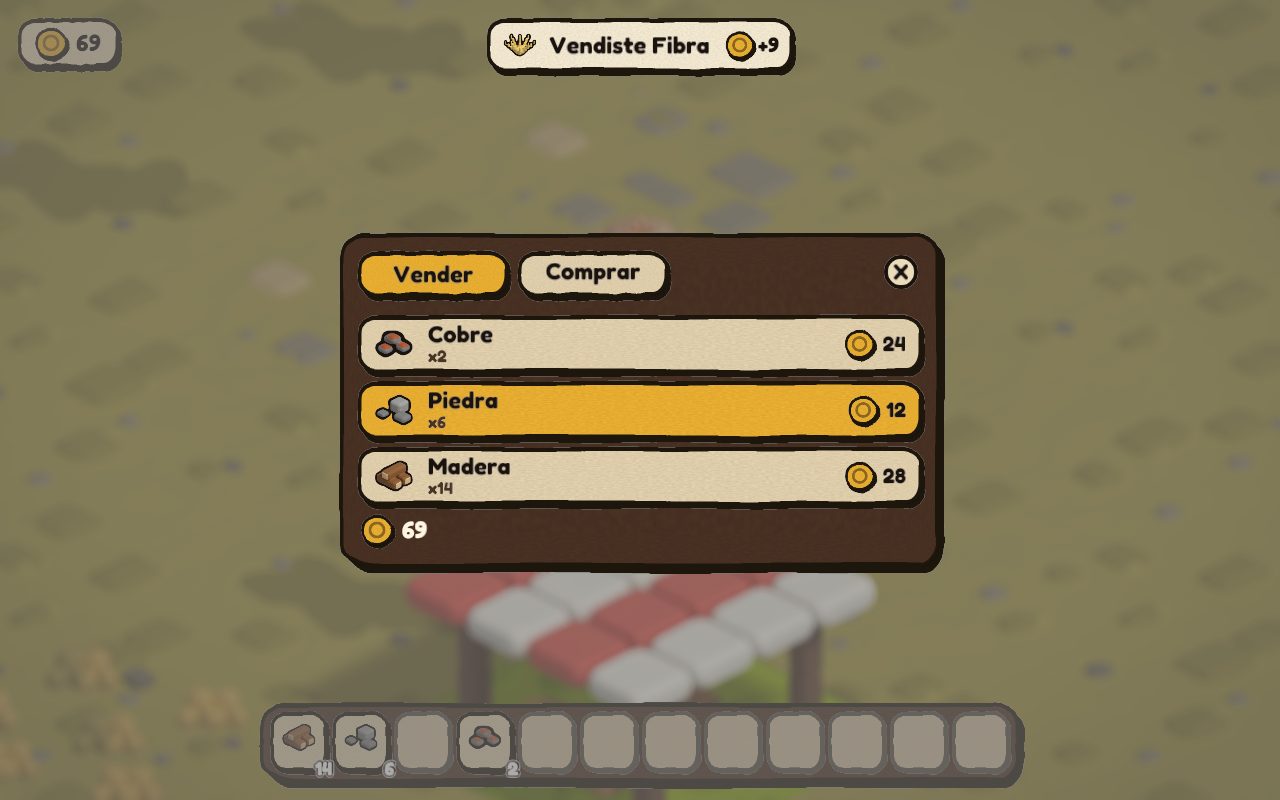 69
Vendiste Fibra +9
Vender Comprar
Cobre
x2
24
Piedra
x6
12
Madera
x14
28
69
14 6 2